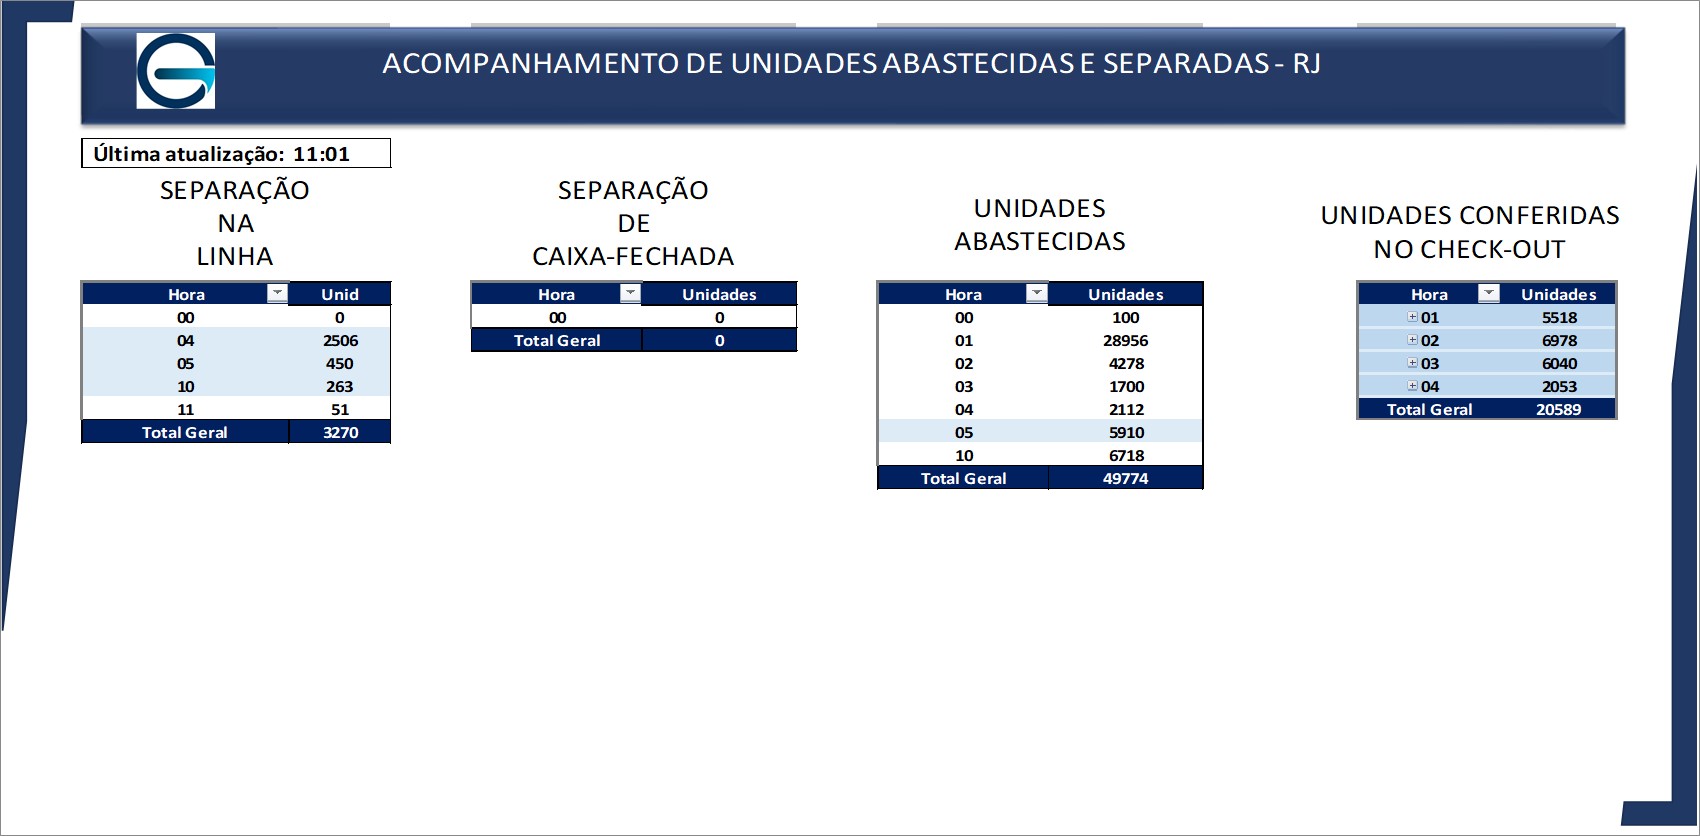 ACOMPANHAMENTO DE UNIDADES ABASTECIDAS E SEPARADAS - RJ
Última atualização: 11:01
SEPARAÇÃO
NA
LINHA
Hora Unid
00 0
04 2506
05 450
10 263
11 51
Total Geral 3270
SEPARAÇÃO
DE
CAIXA-FECHADA
Hora Unidades
00 0
Total Geral 0
UNIDADES
ABASTECIDAS
Hora Unidades
00 100
01 28956
02 4278
03 1700
04 2112
05 5910
10 6718
Total Geral 49774
UNIDADES CONFERIDAS
NO CHECK-OUT
Hora Unidades
01 5518
02 6978
03 6040
04 2053
Total Geral 20589